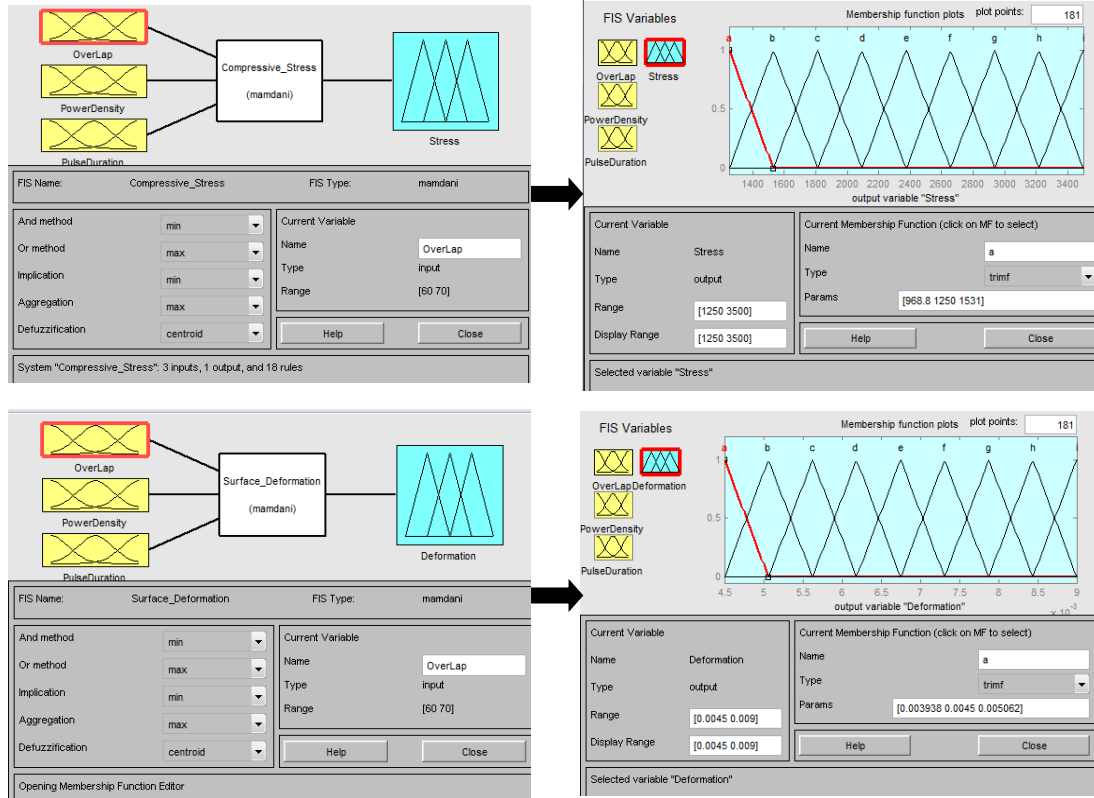 OverLap
PowerDensity
PulseDuration
Compressive_Stress
(mamdani)
Stress
FIS Name: Compressive_Stress FIS Type: mamdani
And method min
Or method max
Implication min
Aggregation max
Defuzzification centroid
Current Variable
Name OverLap
Type input
Range [60 70]
Help Close
System "Compressive_Stress": 3 inputs, 1 output, and 18 rules
FIS Variables
Membership function plots plot points: 181
OverLap Stress
PowerDensity
PulseDuration
a b c d e f g h i
1
0.5
0
1400 1600 1800 2000 2200 2400 2600 2800 3000 3200 3400
output variable "Stress"
Current Variable
Name Stress
Type output
Range [1250 3500]
Display Range [1250 3500]
Current Membership Function (click on MF to select)
Name a
Type trimf
Params [968.8 1250 1531]
Help Close
Selected variable "Stress"
OverLap
PowerDensity
PulseDuration
Surface_Deformation
(mamdani)
Deformation
FIS Name: Surface_Deformation FIS Type: mamdani
And method min
Or method max
Implication min
Aggregation max
Defuzzification centroid
Current Variable
Name OverLap
Type input
Range [60 70]
Help Close
Opening Membership Function Editor
FIS Variables
Membership function plots plot points: 181
OverLap Deformation
PowerDensity
PulseDuration
a b c d e f g h i
1
0.5
0
4.5 5 5.5 6 6.5 7 7.5 8 8.5 9
output variable "Deformation"
x 10^-3
Current Variable
Name Deformation
Type output
Range [0.0045 0.009]
Display Range [0.0045 0.009]
Current Membership Function (click on MF to select)
Name a
Type trimf
Params [0.003938 0.0045 0.005062]
Help Close
Selected variable "Deformation"